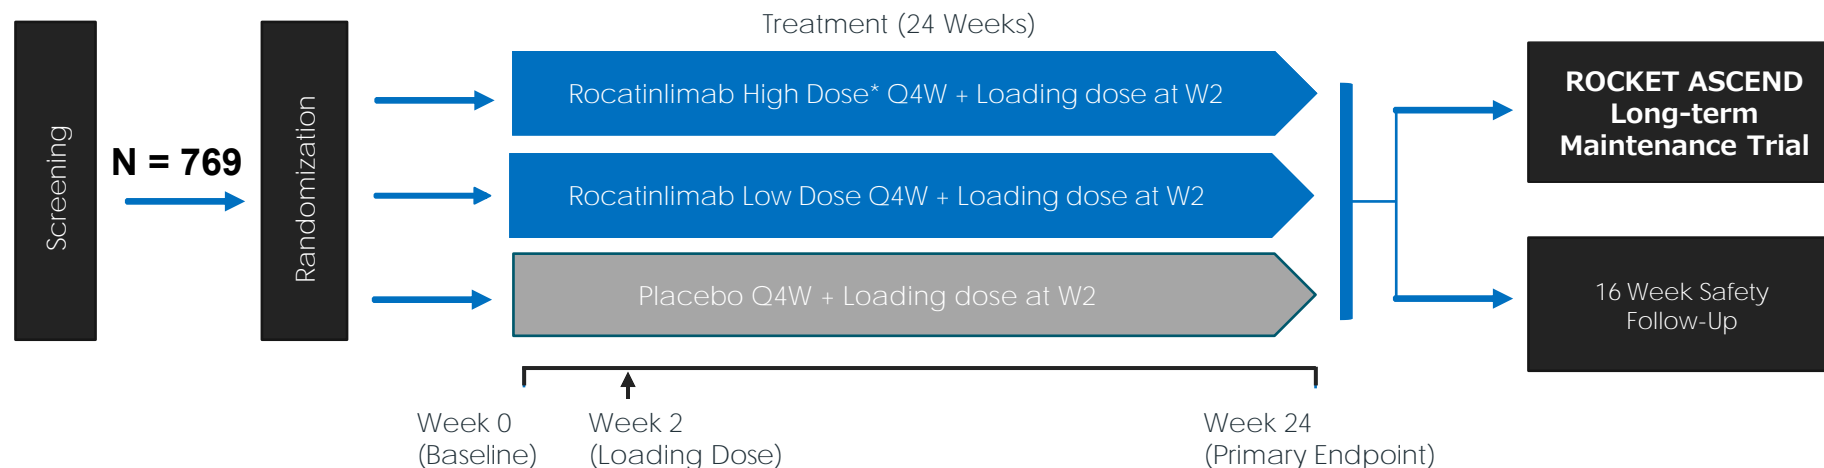 Treatment (24 Weeks)
Screening
N = 769
Randomization
Rocatinlimab High Dose* Q4W + Loading dose at W2
Rocatinlimab Low Dose Q4W + Loading dose at W2
Placebo Q4W + Loading dose at W2
ROCKET ASCEND
Long-term
Maintenance Trial
16 Week Safety
Follow-Up
Week 0
(Baseline)
Week 2
(Loading Dose)
Week 24
(Primary Endpoint)